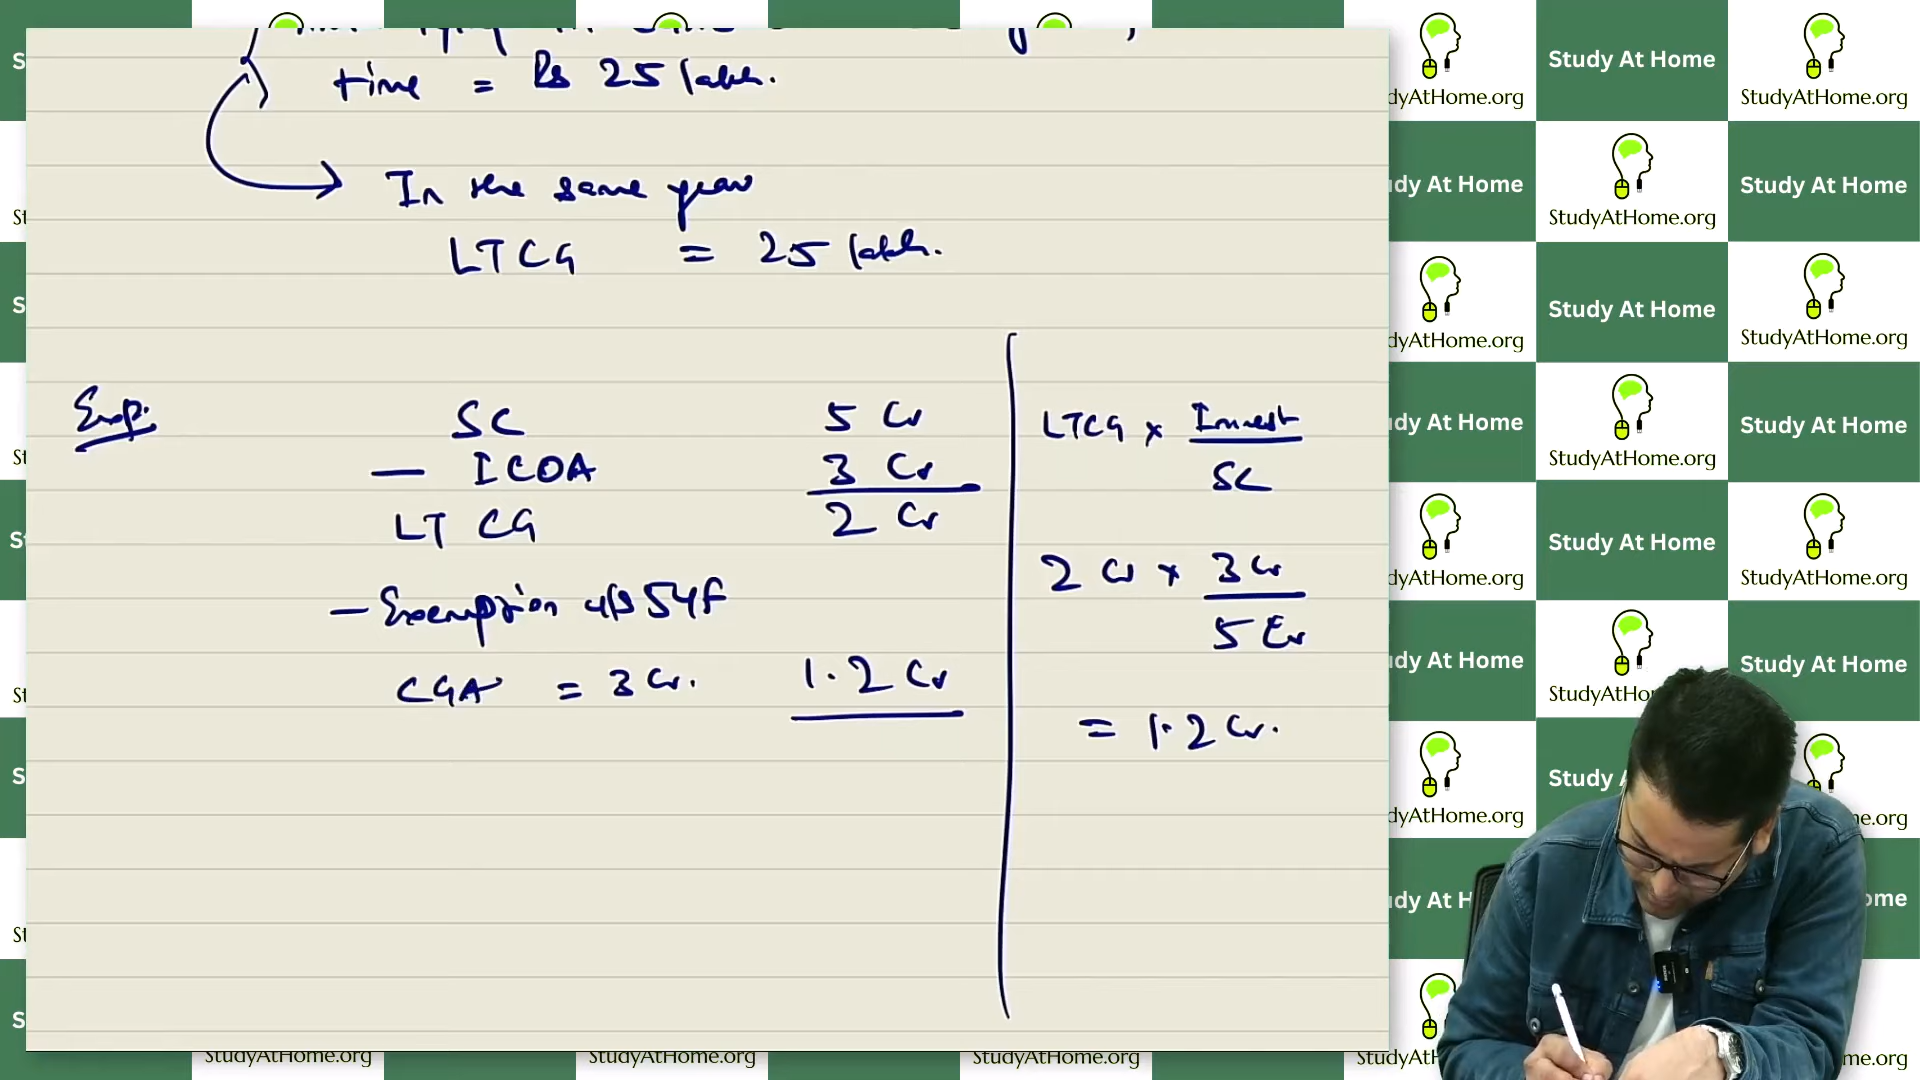 time = Rs 25 lakh.
In the same year
LTCG = 25 lakh.
Exp:
SC 5 Cr
— ICOA 3 Cr
LTCG 2 Cr
— Exemption u/s 54F
CGA = 3 Cr. 1.2 Cr
LTCG x Invest
SC
2 Cr x 3 Cr
5 Cr
= 1.2 Cr.
Study At Home
StudyAtHome.org